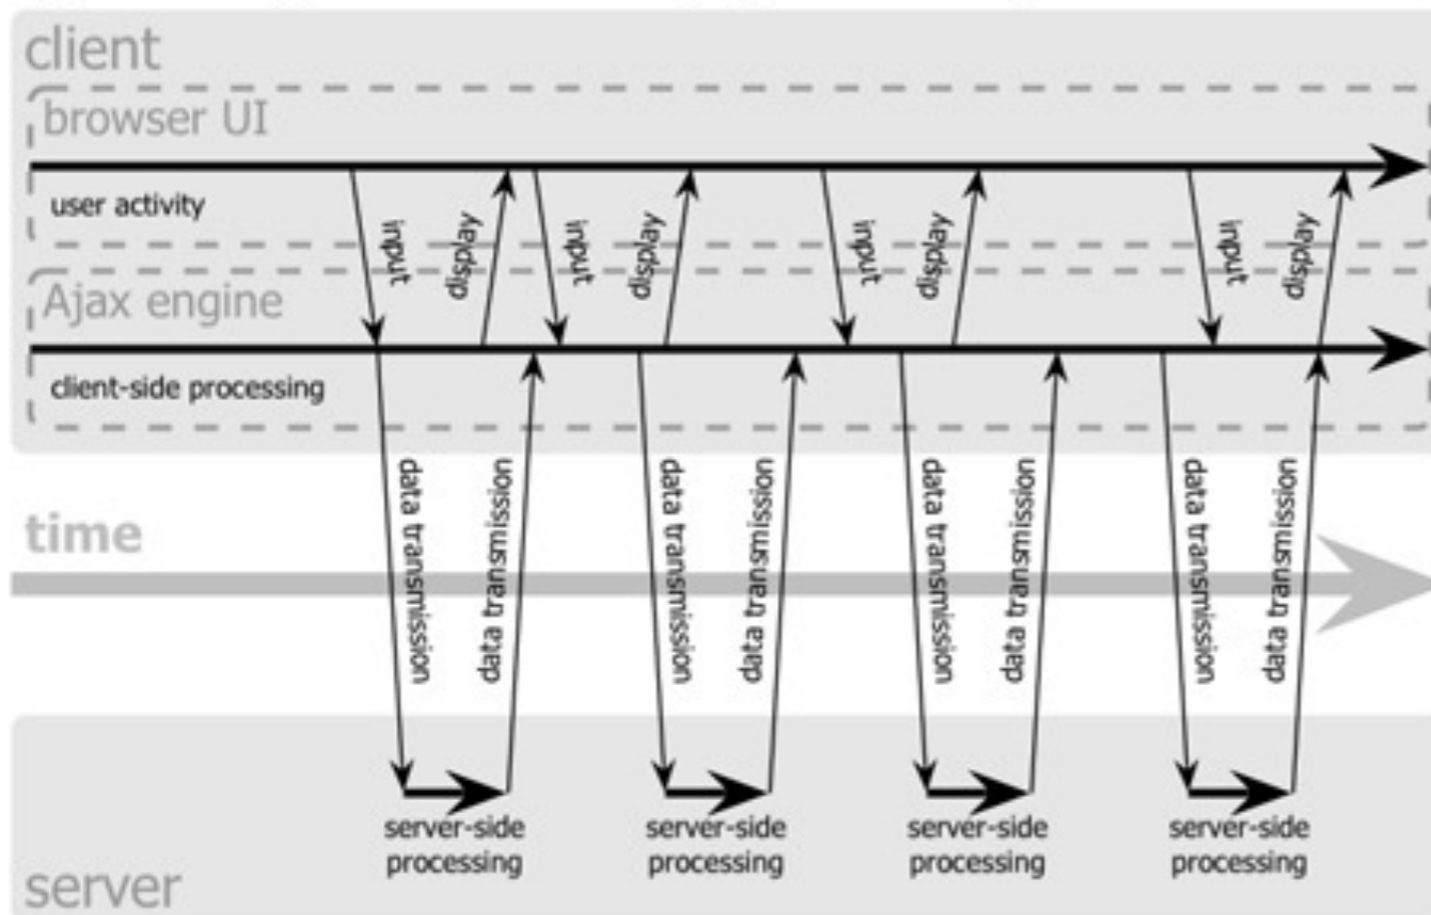 client
browser UI
user activity
input
display
input
display
input
display
input
display
Ajax engine
client-side processing
time
data transmission
data transmission
data transmission
data transmission
data transmission
data transmission
data transmission
data transmission
server-side
processing
server-side
processing
server-side
processing
server-side
processing
server